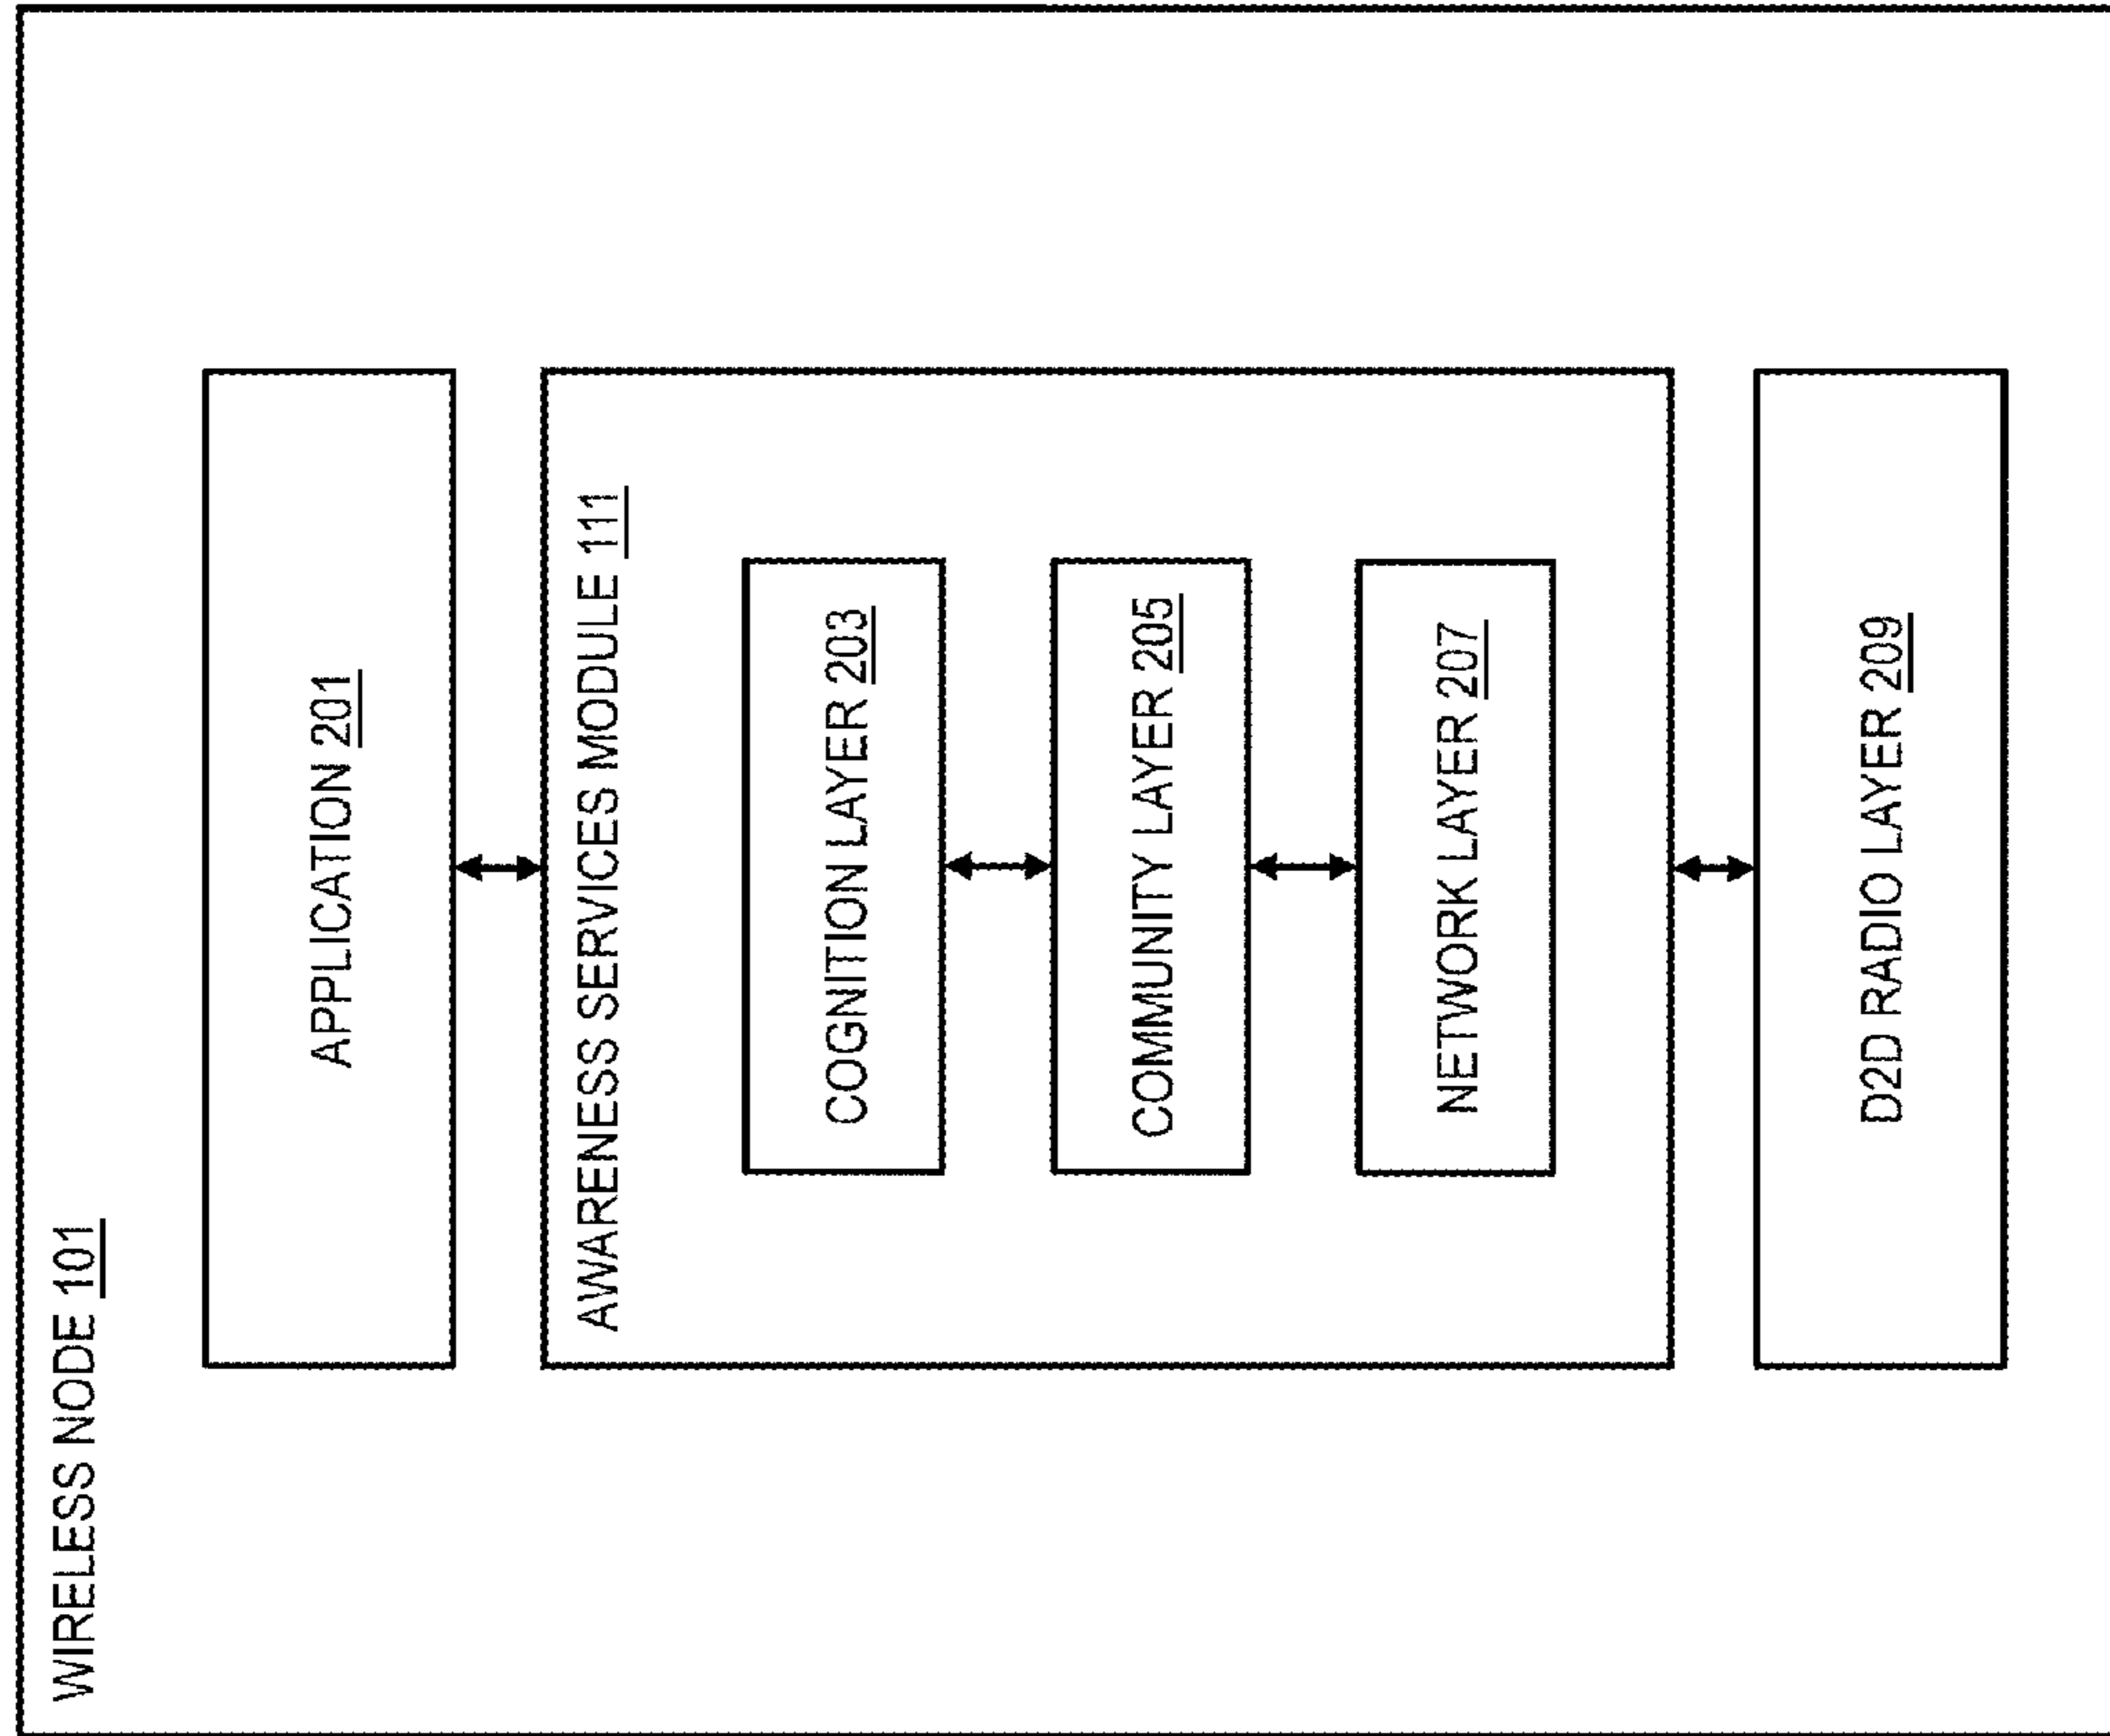 WIRELESS NODE 101
APPLICATION 201
AWARENESS SERVICES MODULE 111
COGNITION LAYER 203
COMMUNITY LAYER 205
NETWORK LAYER 207
D2D RADIO LAYER 209